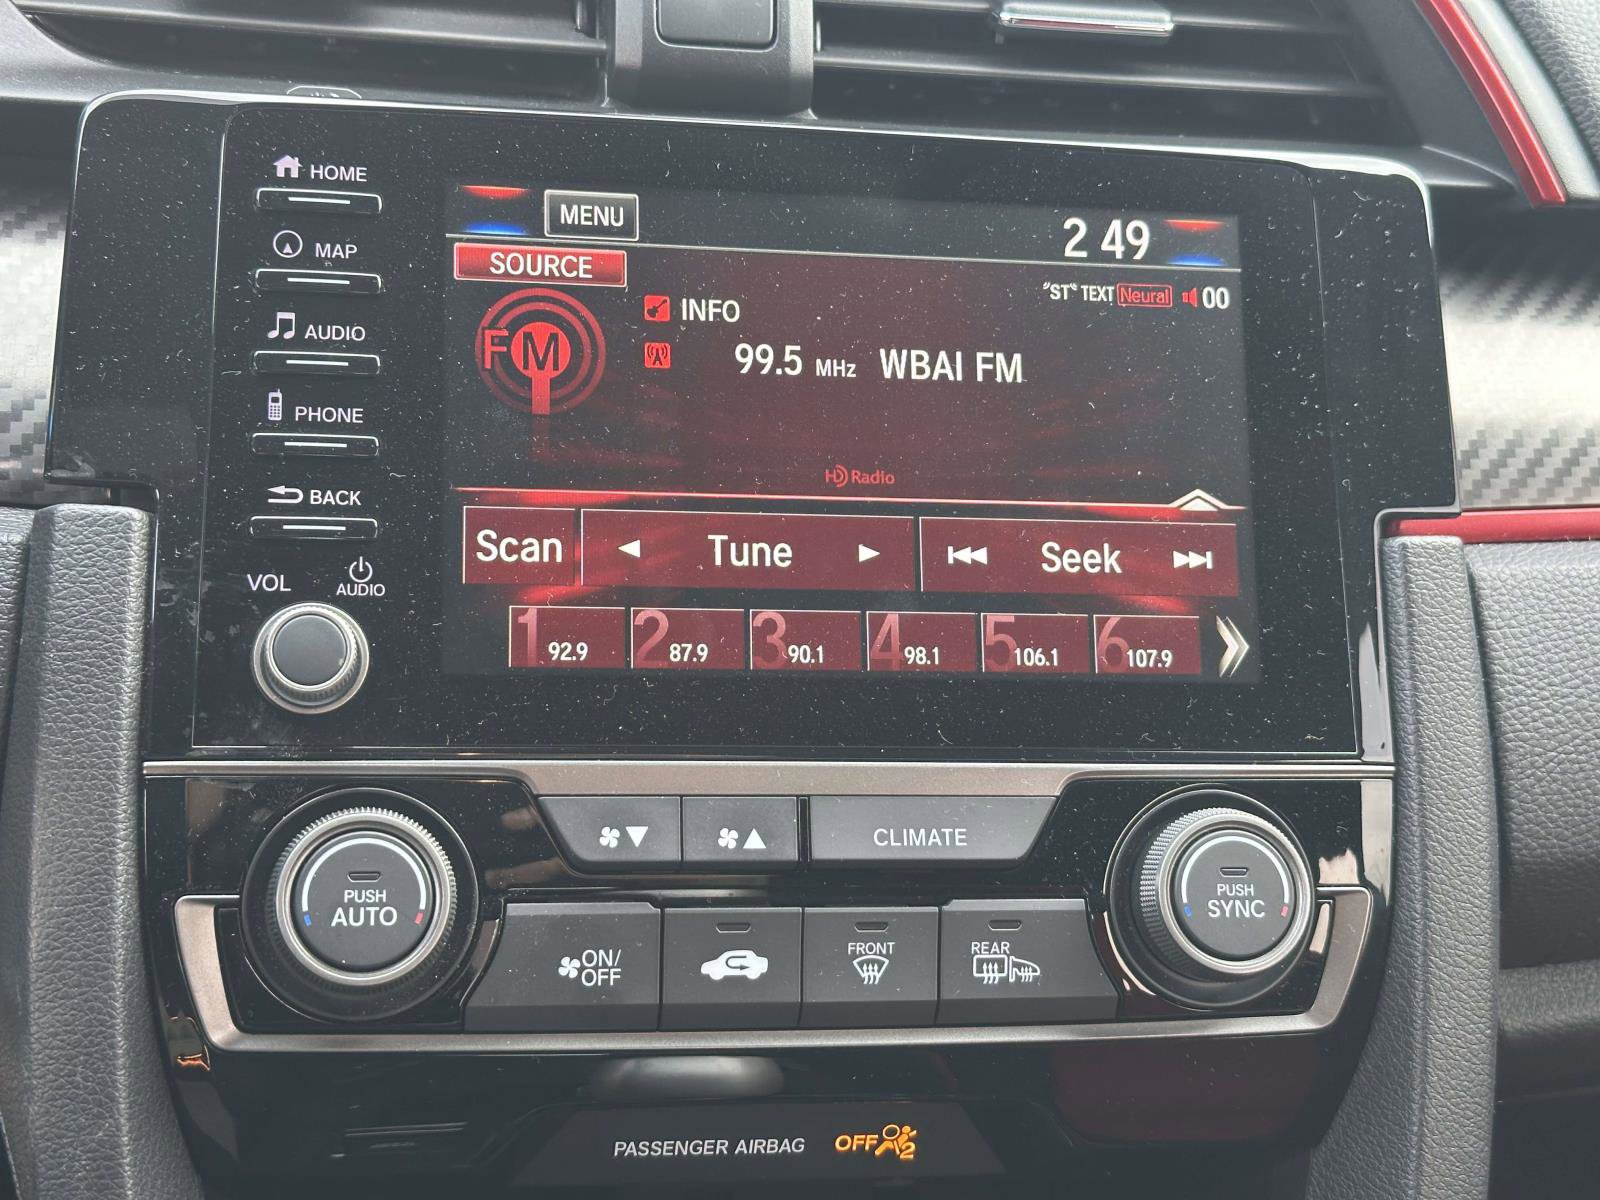 HOME
MAP
AUDIO
PHONE
BACK
VOL
AUDIO
MENU
2 49
SOURCE
"ST" TEXT Neural 00
FM
INFO
99.5 MHz WBAI FM
HD Radio
Scan Tune Seek
1 92.9 2 87.9 3 90.1 4 98.1 5 106.1 6 107.9
CLIMATE
PUSH
AUTO
PUSH
SYNC
ON/
OFF
FRONT
REAR
PASSENGER AIRBAG OFF 2